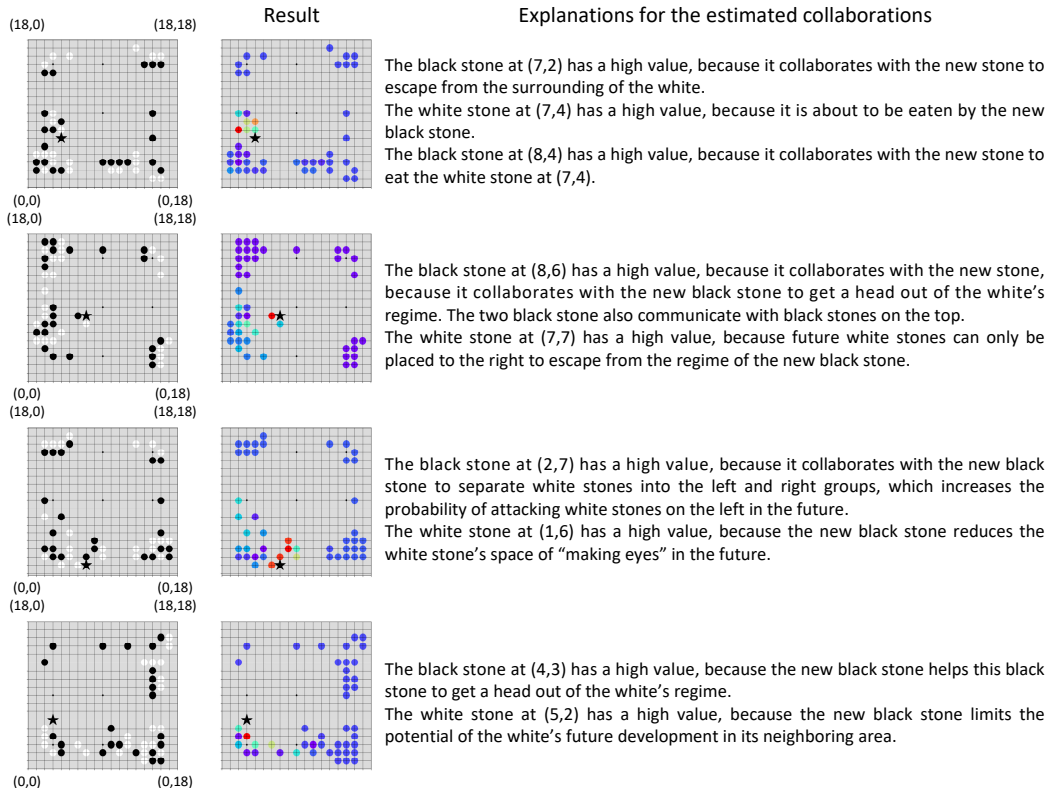 Result Explanations for the estimated collaborations
(18,0) (18,18)
The black stone at (7,2) has a high value, because it collaborates with the new stone to
escape from the surrounding of the white.
The white stone at (7,4) has a high value, because it is about to be eaten by the new
black stone.
The black stone at (8,4) has a high value, because it collaborates with the new stone to
eat the white stone at (7,4).
(0,0) (0,18)
(18,0) (18,18)
The black stone at (8,6) has a high value, because it collaborates with the new stone,
because it collaborates with the new black stone to get a head out of the white's
regime. The two black stone also communicate with black stones on the top.
The white stone at (7,7) has a high value, because future white stones can only be
placed to the right to escape from the regime of the new black stone.
(0,0) (0,18)
(18,0) (18,18)
The black stone at (2,7) has a high value, because it collaborates with the new black
stone to separate white stones into the left and right groups, which increases the
probability of attacking white stones on the left in the future.
The white stone at (1,6) has a high value, because the new black stone reduces the
white stone's space of “making eyes” in the future.
(0,0) (0,18)
(18,0) (18,18)
The black stone at (4,3) has a high value, because the new black stone helps this black
stone to get a head out of the white's regime.
The white stone at (5,2) has a high value, because the new black stone limits the
potential of the white's future development in its neighboring area.
(0,0) (0,18)